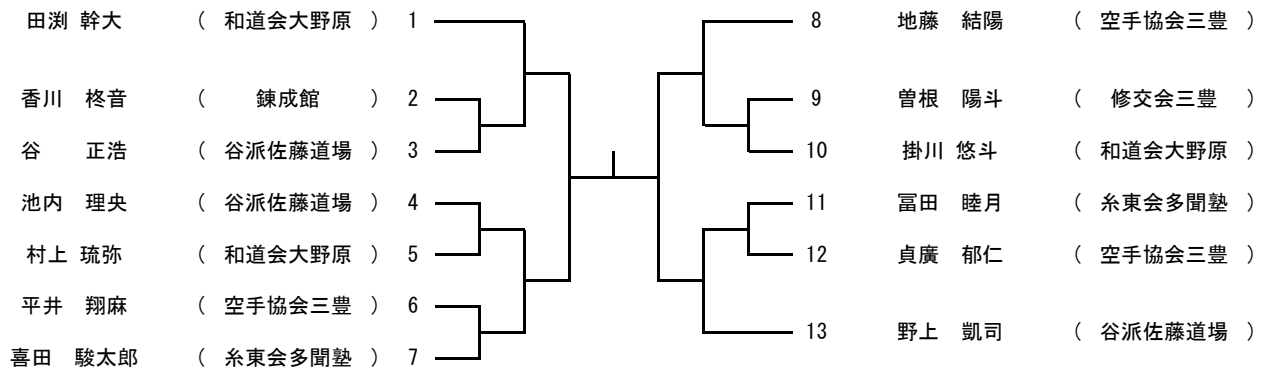 田渕 幹大 ( 和道会大野原 ) 1
香川 柊音 ( 錬成館 ) 2
谷 正浩 ( 谷派佐藤道場 ) 3
池内 理央 ( 谷派佐藤道場 ) 4
村上 琉弥 ( 和道会大野原 ) 5
平井 翔麻 ( 空手協会三豊 ) 6
喜田 駿太郎 ( 糸東会多聞塾 ) 7
8 地藤 結陽 ( 空手協会三豊 )
9 曽根 陽斗 ( 修交会三豊 )
10 掛川 悠斗 ( 和道会大野原 )
11 冨田 睦月 ( 糸東会多聞塾 )
12 貞廣 郁仁 ( 空手協会三豊 )
13 野上 凱司 ( 谷派佐藤道場 )